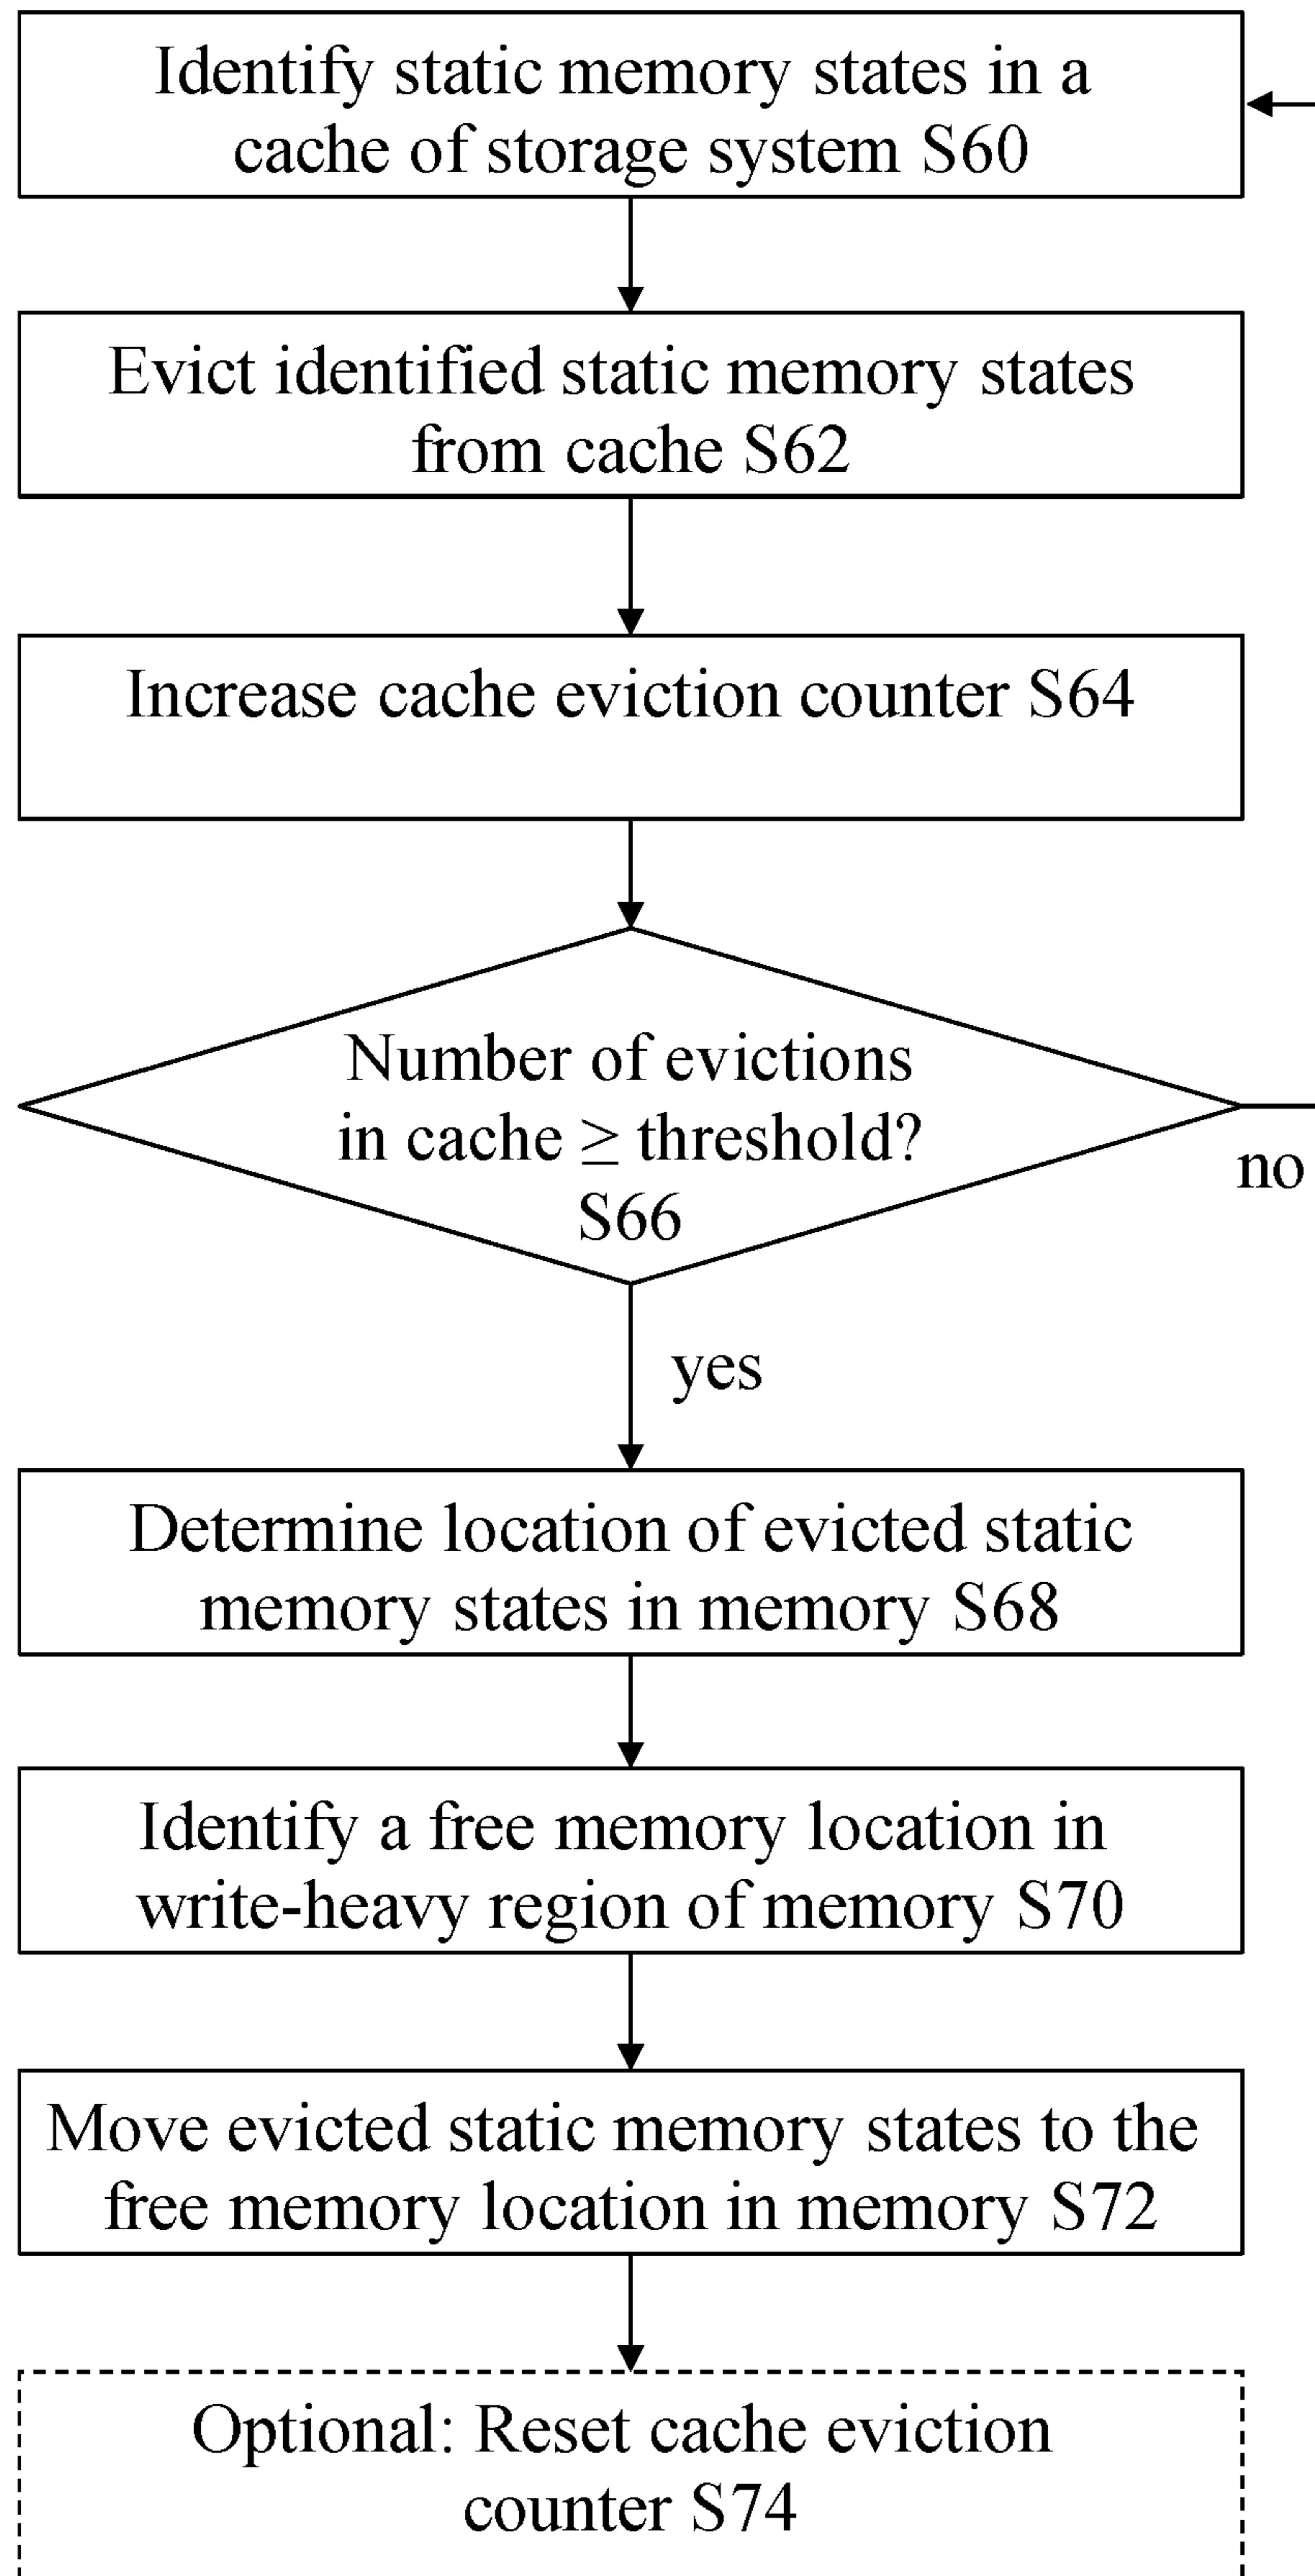 Identify static memory states in a
cache of storage system S60
Evict identified static memory states
from cache S62
Increase cache eviction counter S64
Number of evictions
in cache ≥ threshold?
S66
no
yes
Determine location of evicted static
memory states in memory S68
Identify a free memory location in
write-heavy region of memory S70
Move evicted static memory states to the
free memory location in memory S72
Optional: Reset cache eviction
counter S74